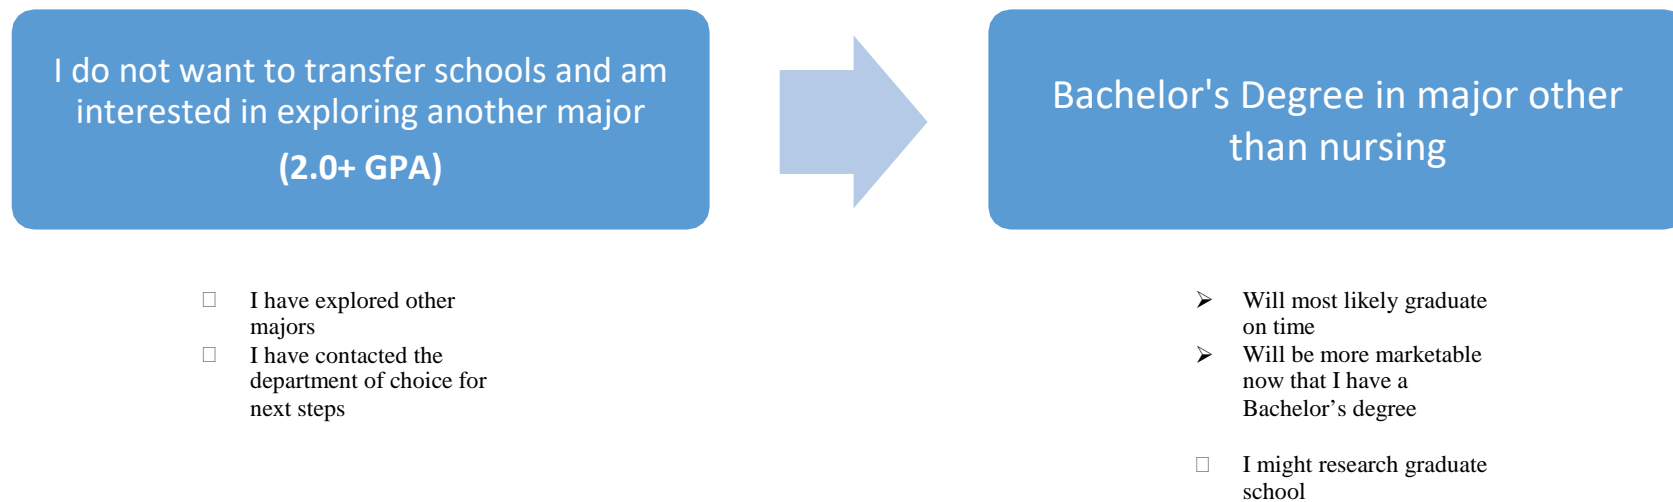 I do not want to transfer schools and am
interested in exploring another major
(2.0+ GPA)
Bachelor's Degree in major other
than nursing
□ I have explored other
majors
□ I have contacted the
department of choice for
next steps
➢ Will most likely graduate
on time
➢ Will be more marketable
now that I have a
Bachelor’s degree
□ I might research graduate
school